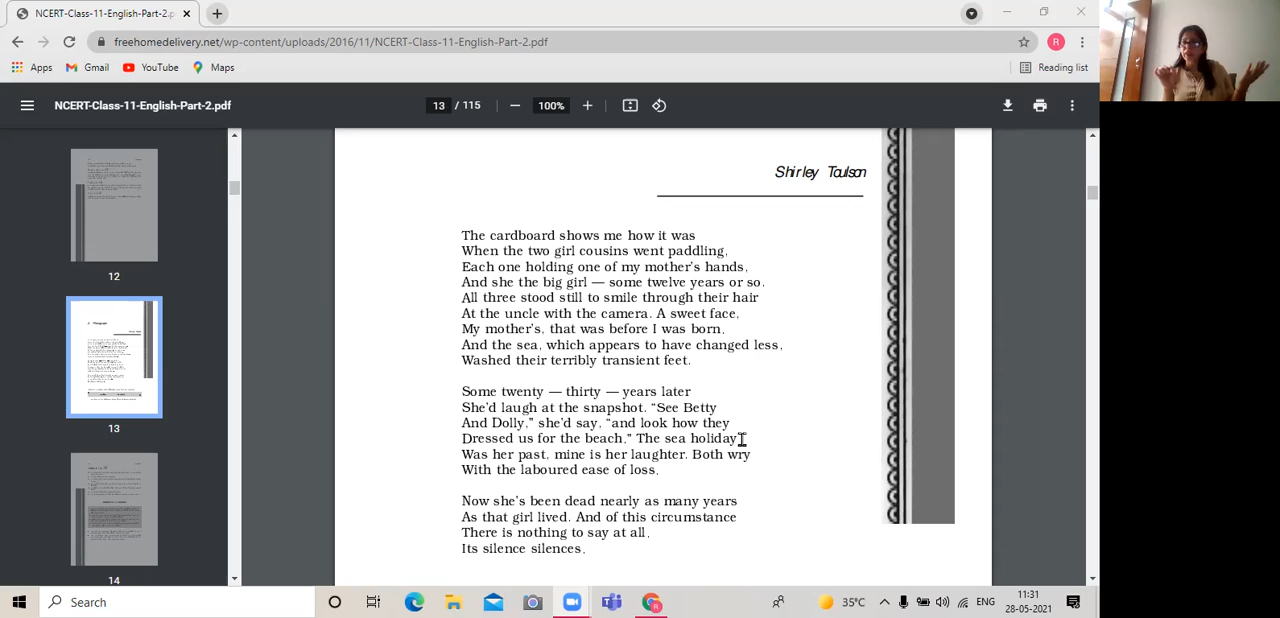 NCERT-Class-11-English-Part-2.p
freehomedelivery.net/wp-content/uploads/2016/11/NCERT-Class-11-English-Part-2.pdf
R
Apps
Gmail
YouTube
Maps
Reading list
NCERT-Class-11-English-Part-2.pdf
13 / 115
100%
12
13
14
Shirley Toulson
The cardboard shows me how it was
When the two girl cousins went paddling,
Each one holding one of my mother's hands,
And she the big girl — some twelve years or so.
All three stood still to smile through their hair
At the uncle with the camera. A sweet face,
My mother's, that was before I was born,
And the sea, which appears to have changed less,
Washed their terribly transient feet.
Some twenty — thirty — years later
She'd laugh at the snapshot. “See Betty
And Dolly,” she'd say, “and look how they
Dressed us for the beach.” The sea holiday
Was her past, mine is her laughter. Both wry
With the laboured ease of loss.
Now she's been dead nearly as many years
As that girl lived. And of this circumstance
There is nothing to say at all.
Its silence silences.
Search
35°C
ENG
11:31
28-05-2021